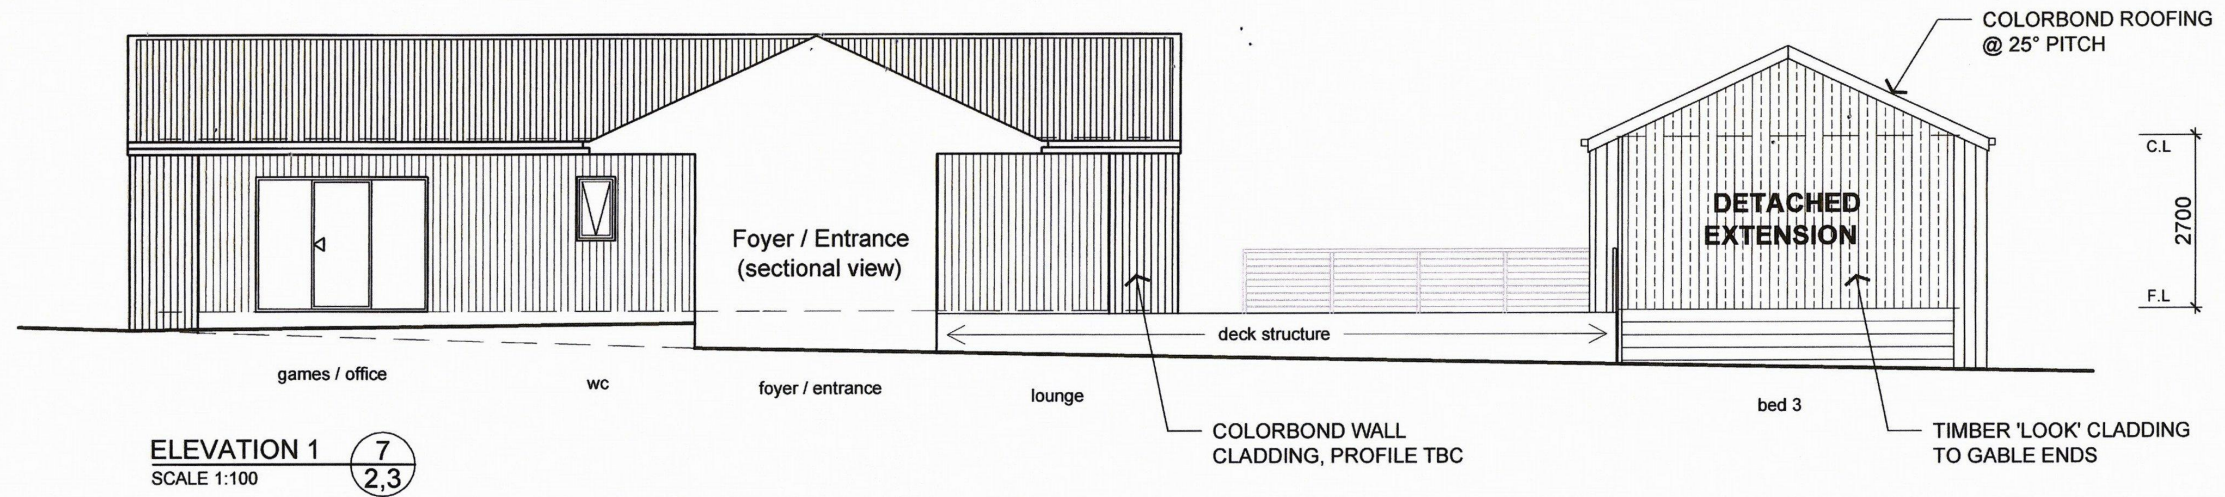 COLORBOND ROOFING
@ 25° PITCH
C.L
2700
F.L
DETACHED
EXTENSION
Foyer / Entrance
(sectional view)
deck structure
games / office
wc
foyer / entrance
lounge
bed 3
COLORBOND WALL
CLADDING, PROFILE TBC
TIMBER 'LOOK' CLADDING
TO GABLE ENDS
ELEVATION 1
SCALE 1:100
7
2,3